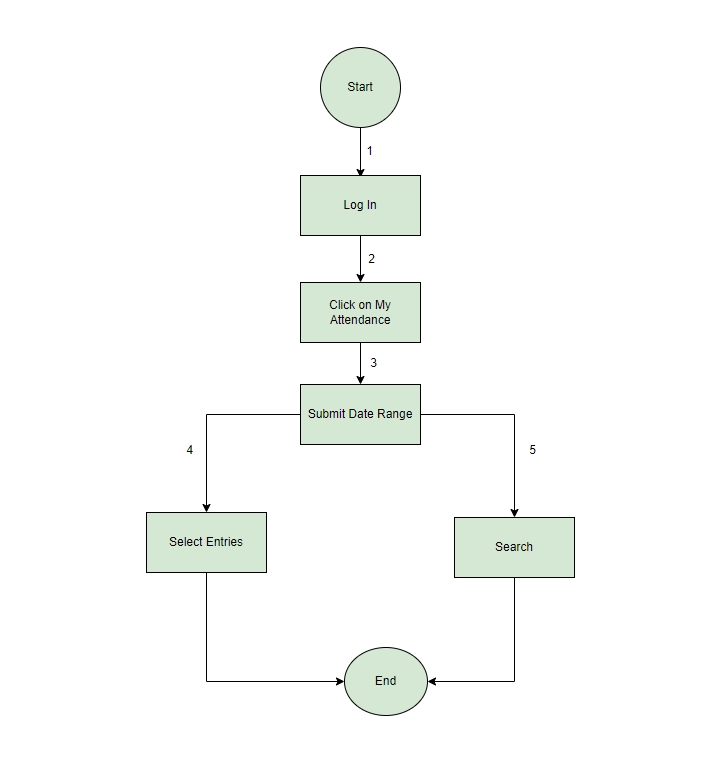 Start
1
Log In
2
Click on My
Attendance
3
Submit Date Range
4
5
Select Entries
Search
End